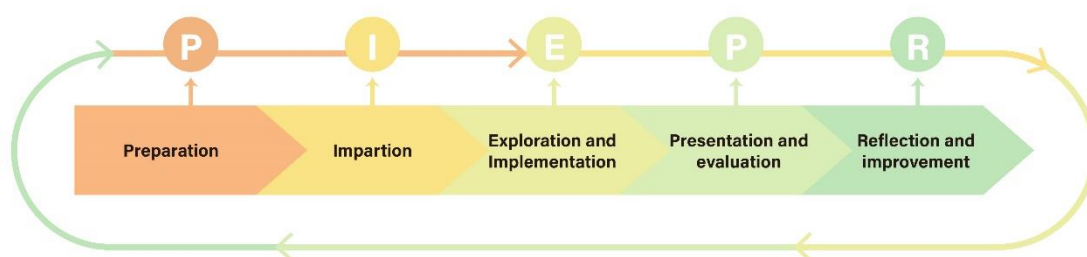 P I E P R
Preparation
Impartion
Exploration and
Implementation
Presentation and
evaluation
Reflection and
improvement